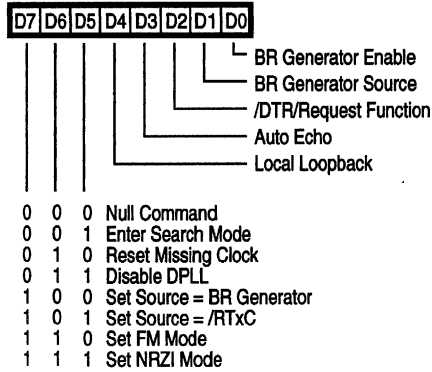 D7 D6 D5 D4 D3 D2 D1 D0
BR Generator Enable
BR Generator Source
/DTR/Request Function
Auto Echo
Local Loopback
0 0 0 Null Command
0 0 1 Enter Search Mode
0 1 0 Reset Missing Clock
0 1 1 Disable DPLL
1 0 0 Set Source = BR Generator
1 0 1 Set Source = /RTxC
1 1 0 Set FM Mode
1 1 1 Set NRZI Mode